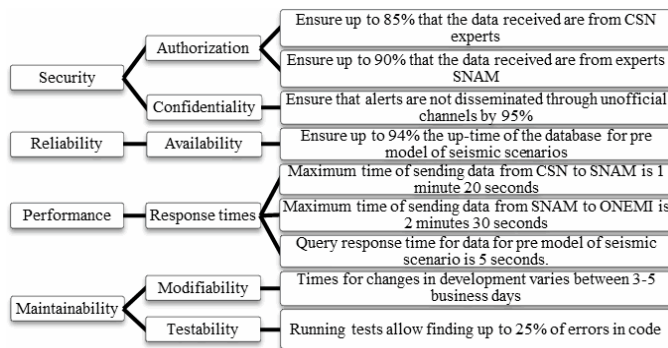 Security
Authorization
Ensure up to 85% that the data received are from CSN
experts
Ensure up to 90% that the data received are from experts
SNAM
Confidentiality
Ensure that alerts are not disseminated through unofficial
channels by 95%
Reliability
Availability
Ensure up to 94% the up-time of the database for pre
model of seismic scenarios
Performance
Response times
Maximum time of sending data from CSN to SNAM is 1
minute 20 seconds
Maximum time of sending data from SNAM to ONEMI is
2 minutes 30 seconds
Query response time for data for pre model of seismic
scenario is 5 seconds.
Maintainability
Modifiability
Times for changes in development varies between 3-5
business days
Testability
Running tests allow finding up to 25% of errors in code